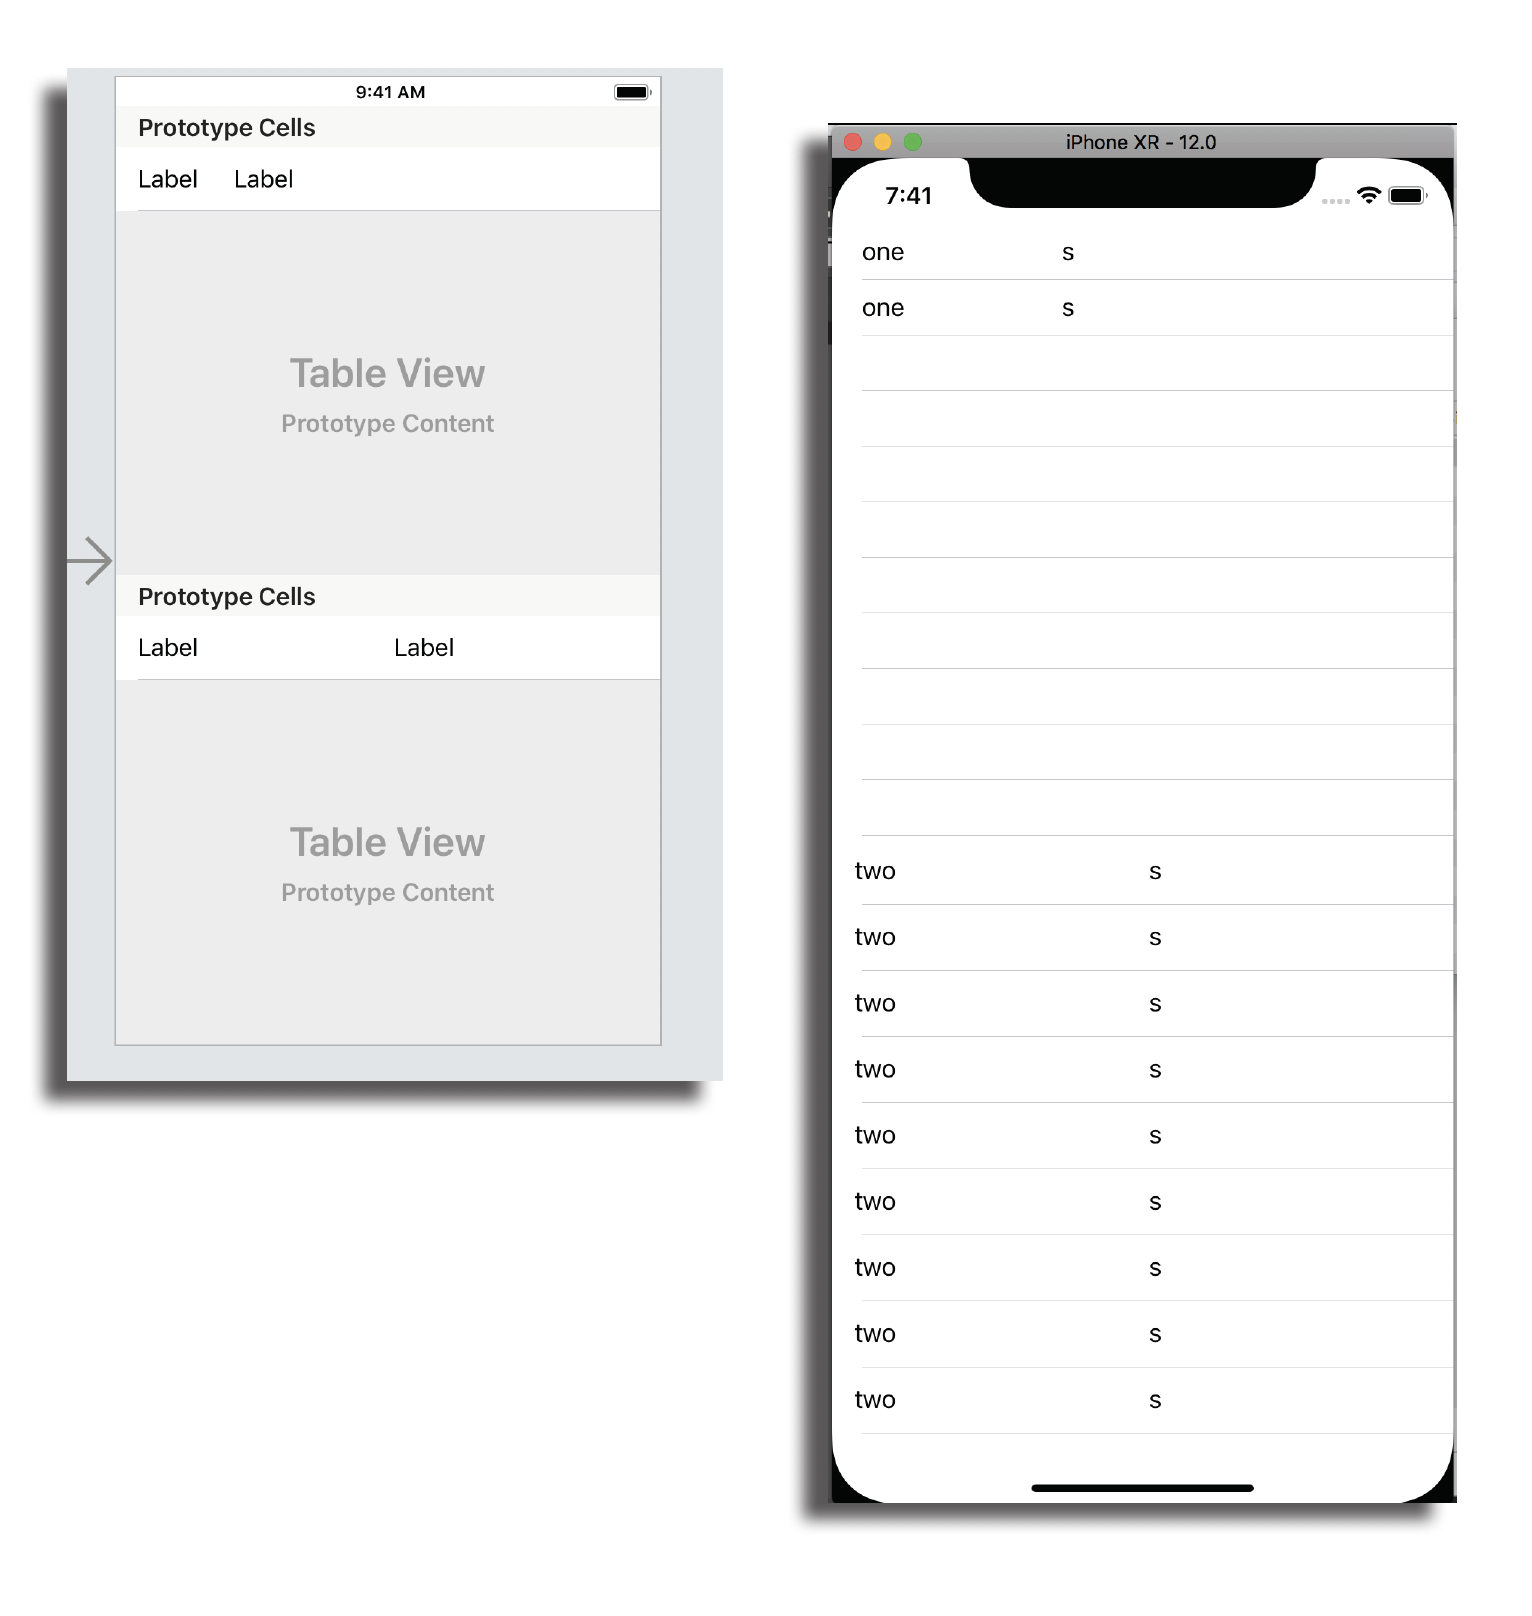 9:41 AM
Prototype Cells
Label Label
Table View
Prototype Content
Prototype Cells
Label Label
Table View
Prototype Content
iPhone XR - 12.0
7:41
one s
one s
two s
two s
two s
two s
two s
two s
two s
two s
two s